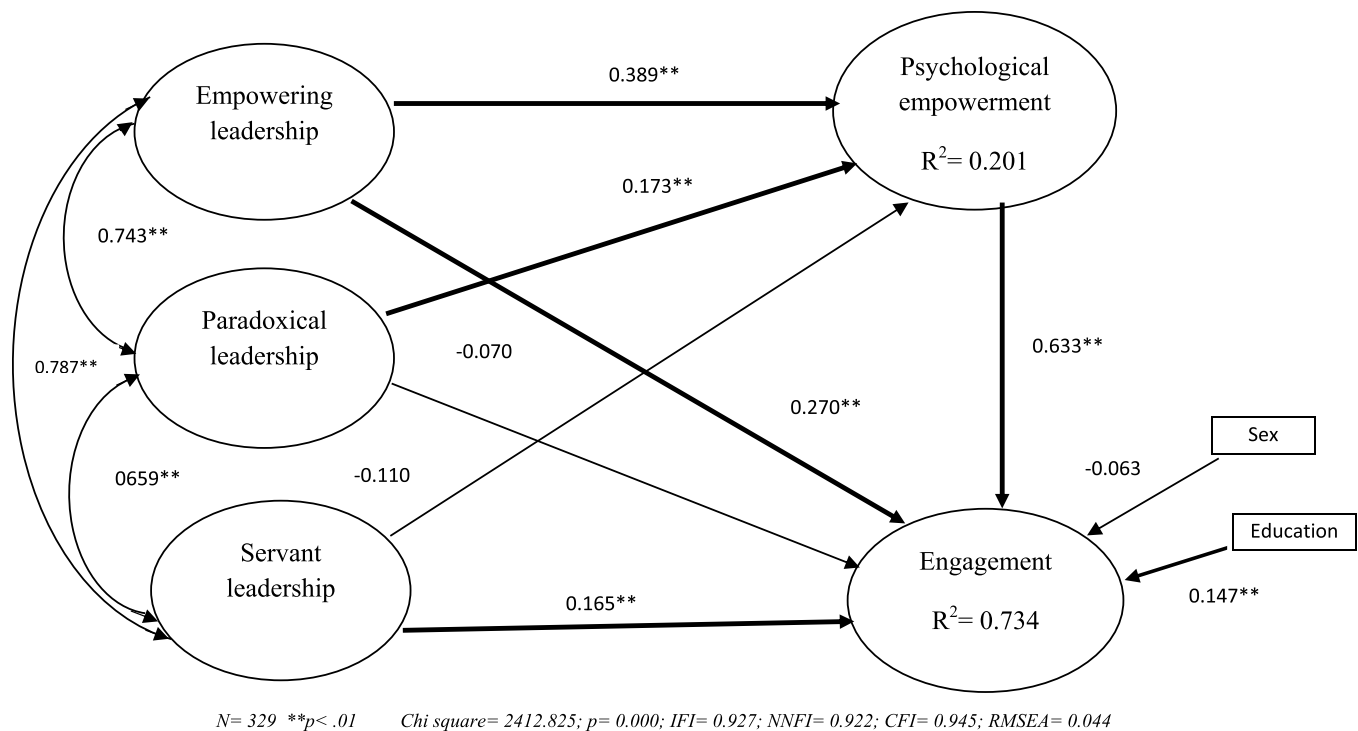 Empowering
leadership
Psychological
empowerment
R²= 0.201
0.389**
0.173**
0.743**
Paradoxical
leadership
-0.070
0.787**
0.633**
0.270**
Sex
-0.063
0659**
-0.110
Education
0.147**
Servant
leadership
Engagement
R²= 0.734
0.165**
N= 329 **p< .01 Chi square= 2412.825; p= 0.000; IFI= 0.927; NNFI= 0.922; CFI= 0.945; RMSEA= 0.044